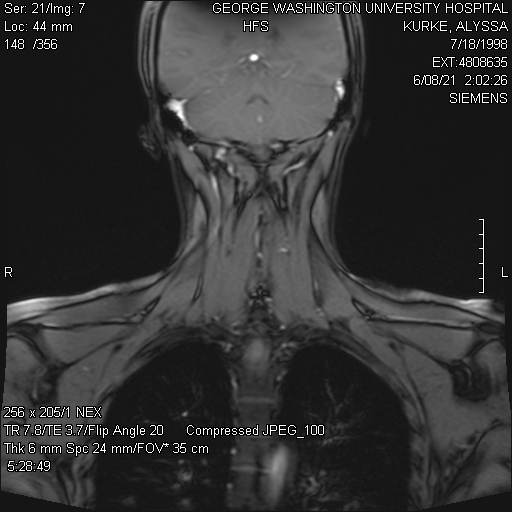 Ser: 21/Img: 7
Loc: 44 mm
148 /356
GEORGE WASHINGTON UNIVERSITY HOSPITAL
HFS
KURKE, ALYSSA
7/18/1998
EXT:4808635
6/08/21 2:02:26
SIEMENS
R
L
256 x 205/1 NEX
TR 7.8/TE 3.7/Flip Angle 20 Compressed JPEG_100
Thk 6 mm Spc 24 mm/FOV* 35 cm
5:28:49